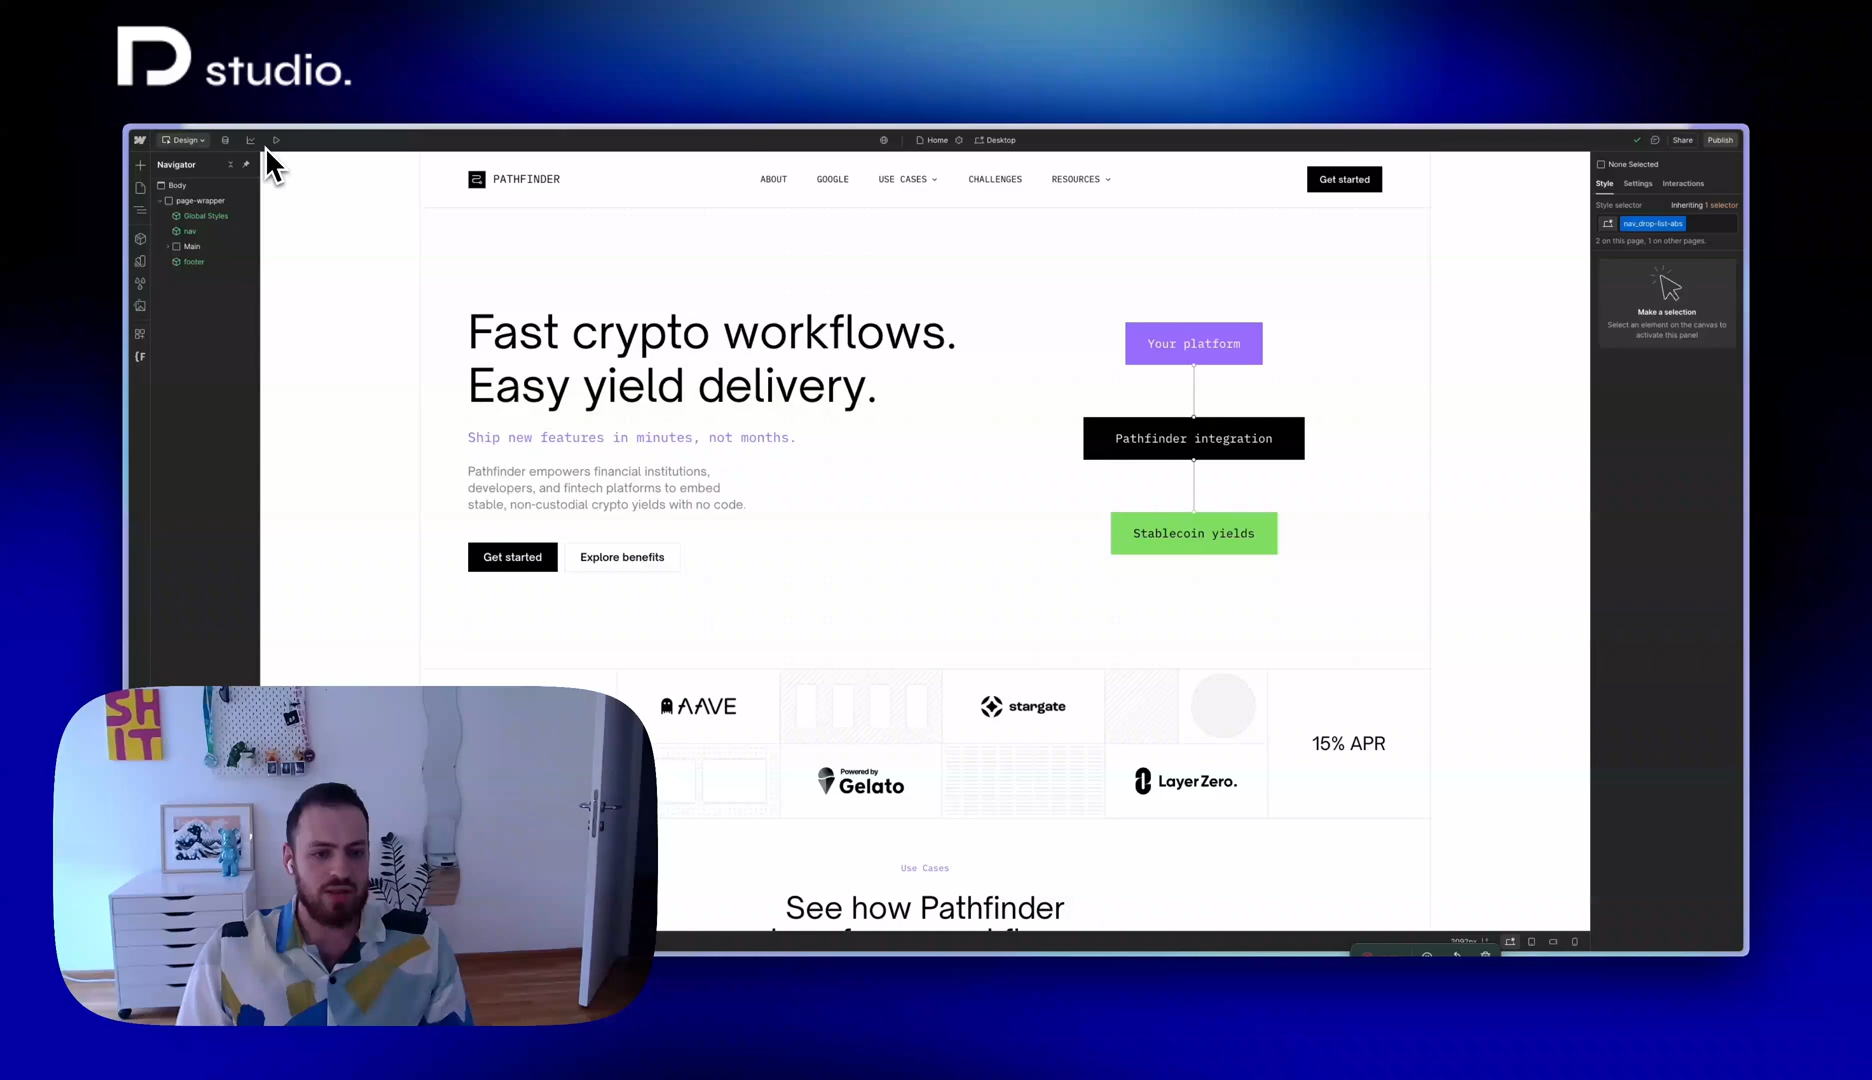 D studio.
Design
Home
Desktop
Share
Publish
Navigator
Body
page-wrapper
Global Styles
nav
Main
footer
{F
PATHFINDER
ABOUT
GOOGLE
USE CASES
CHALLENGES
RESOURCES
Get started
Fast crypto workflows.
Easy yield delivery.
Ship new features in minutes, not months.
Pathfinder empowers financial institutions,
developers, and fintech platforms to embed
stable, non-custodial crypto yields with no code.
Get started
Explore benefits
Your platform
Pathfinder integration
Stablecoin yields
AAVE
stargate
15% APR
Powered by
Gelato
LayerZero.
Use Cases
See how Pathfinder
None Selected
Style
Settings
Interactions
Style selector
Inheriting 1 selector
nav_drop-list-abs
2 on this page, 1 on other pages.
Make a selection
Select an element on the canvas to
activate this panel
SH
IT